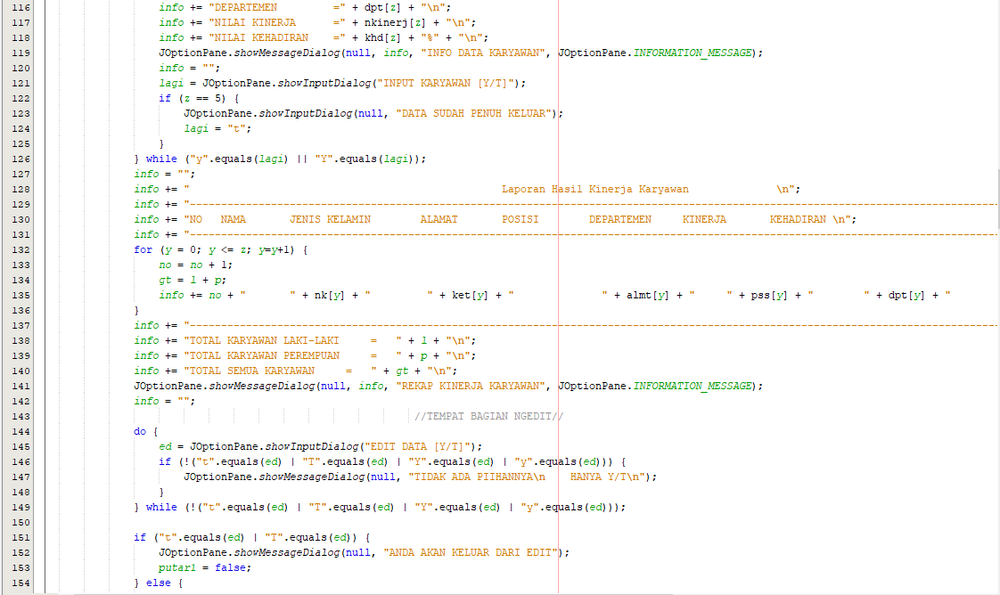 116 info += "DEPARTEMEN         =" + dpt[z] + "\n";
117 info += "NILAI KINERJA      =" + nkinerj[z] + "\n";
118 info += "NILAI KEHADIRAN    =" + khd[z] + "%" + "\n";
119 JOptionPane.showMessageDialog(null, info, "INFO DATA KARYAWAN", JOptionPane.INFORMATION_MESSAGE);
120 info = "";
121 lagi = JOptionPane.showInputDialog("INPUT KARYAWAN [Y/T]");
122 if (z == 5) {
123 JOptionPane.showInputDialog(null, "DATA SUDAH PENUH KELUAR");
124 lagi = "t";
125 }
126 } while ("y".equals(lagi) || "Y".equals(lagi));
127 info = "";
128 info += "                                                  Laporan Hasil Kinerja Karyawan              \n";
129 info += "---------------------------------------------------------------------------------------------------------------------------------
130 info += "NO   NAMA       JENIS KELAMIN        ALAMAT       POSISI        DEPARTEMEN     KINERJA       KEHADIRAN \n";
131 info += "---------------------------------------------------------------------------------------------------------------------------------
132 for (y = 0; y <= z; y=y+1) {
133 no = no + 1;
134 gt = l + p;
135 info += no + "       " + nk[y] + "         " + ket[y] + "              " + almt[y] + "     " + pss[y] + "        " + dpt[y] + "
136 }
137 info += "---------------------------------------------------------------------------------------------------------------------------------
138 info += "TOTAL KARYAWAN LAKI-LAKI     =   " + l + "\n";
139 info += "TOTAL KARYAWAN PEREMPUAN     =   " + p + "\n";
140 info += "TOTAL SEMUA KARYAWAN     =   " + gt + "\n";
141 JOptionPane.showMessageDialog(null, info, "REKAP KINERJA KARYAWAN", JOptionPane.INFORMATION_MESSAGE);
142 info = "";
143 //TEMPAT BAGIAN NGEDIT//
144 do {
145 ed = JOptionPane.showInputDialog("EDIT DATA [Y/T]");
146 if (!("t".equals(ed) | "T".equals(ed) | "Y".equals(ed) | "y".equals(ed))) {
147 JOptionPane.showMessageDialog(null, "TIDAK ADA PIIHANNYA\n    HANYA Y/T\n");
148 }
149 } while (!("t".equals(ed) | "T".equals(ed) | "Y".equals(ed) | "y".equals(ed)));
150
151 if ("t".equals(ed) | "T".equals(ed)) {
152 JOptionPane.showMessageDialog(null, "ANDA AKAN KELUAR DARI EDIT");
153 putar1 = false;
154 } else {